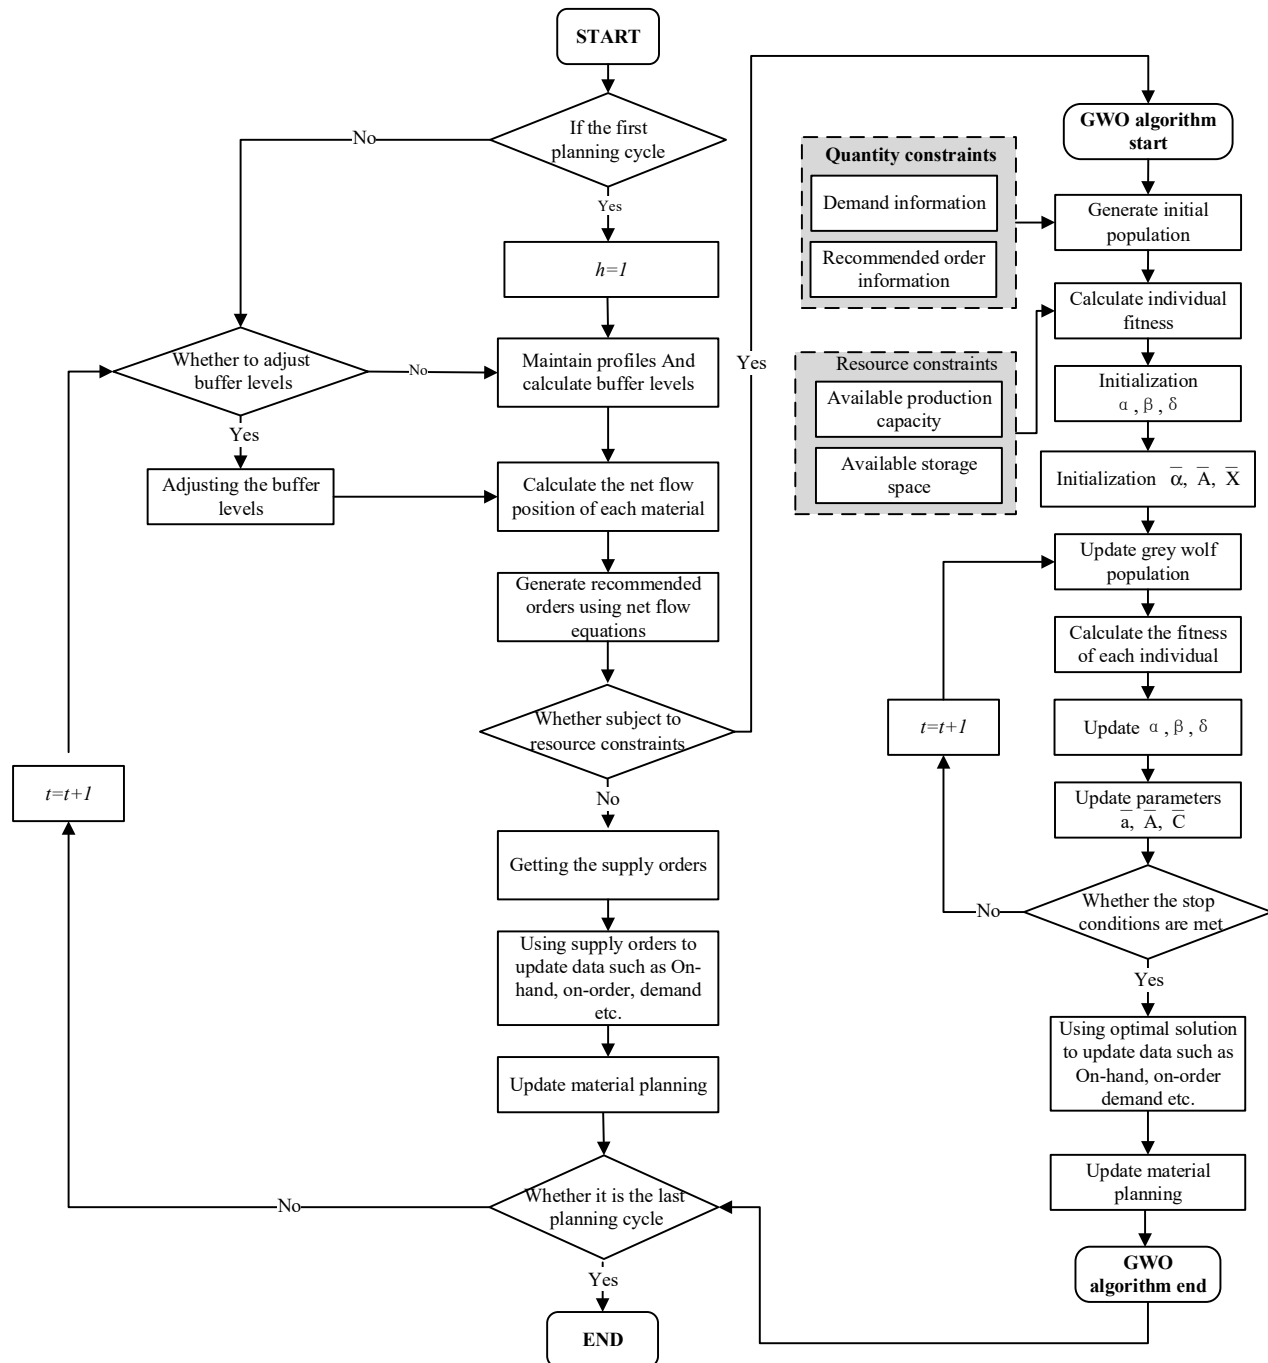 START
If the first
planning cycle
No
Yes
h=1
Whether to adjust
buffer levels
No
Maintain profiles And
calculate buffer levels
Yes
Adjusting the buffer
levels
Calculate the net flow
position of each material
Generate recommended
orders using net flow
equations
Whether subject to
resource constraints
Yes
No
t=t+1
Getting the supply orders
Using supply orders to
update data such as On-
hand, on-order, demand
etc.
Update material planning
Whether it is the last
planning cycle
No
Yes
END
GWO algorithm
start
Quantity constraints
Demand information
Recommended order
information
Generate initial
population
Calculate individual
fitness
Resource constraints
Available production
capacity
Available storage
space
Initialization
α , β , δ
Initialization α̅, A̅, X̅
Update grey wolf
population
Calculate the fitness
of each individual
t=t+1
Update α , β , δ
Update parameters
a̅, A̅, C̅
Whether the stop
conditions are met
No
Yes
Using optimal solution
to update data such as
On-hand, on-order
demand etc.
Update material
planning
GWO
algorithm end